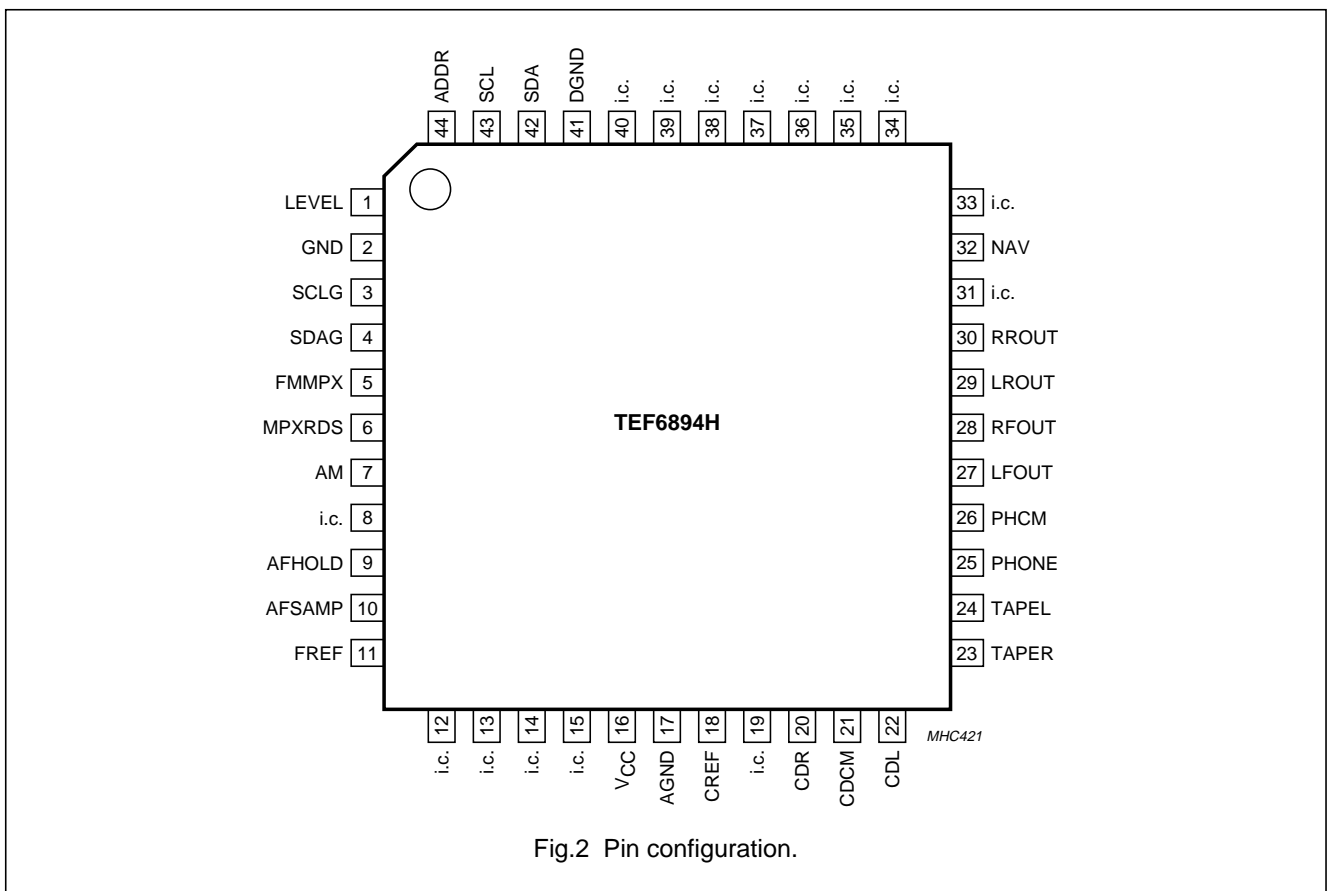 ADDR
SCL
SDA
DGND
i.c.
i.c.
i.c.
i.c.
i.c.
i.c.
i.c.
44
43
42
41
40
39
38
37
36
35
34
LEVEL 1
GND 2
SCLG 3
SDAG 4
FMMPX 5
MPXRDS 6
AM 7
i.c. 8
AFHOLD 9
AFSAMP 10
FREF 11
TEF6894H
33 i.c.
32 NAV
31 i.c.
30 RROUT
29 LROUT
28 RFOUT
27 LFOUT
26 PHCM
25 PHONE
24 TAPEL
23 TAPER
12
13
14
15
16
17
18
19
20
21
22
i.c.
i.c.
i.c.
i.c.
VCC
AGND
CREF
i.c.
CDR
CDCM
CDL
MHC421
Fig.2 Pin configuration.